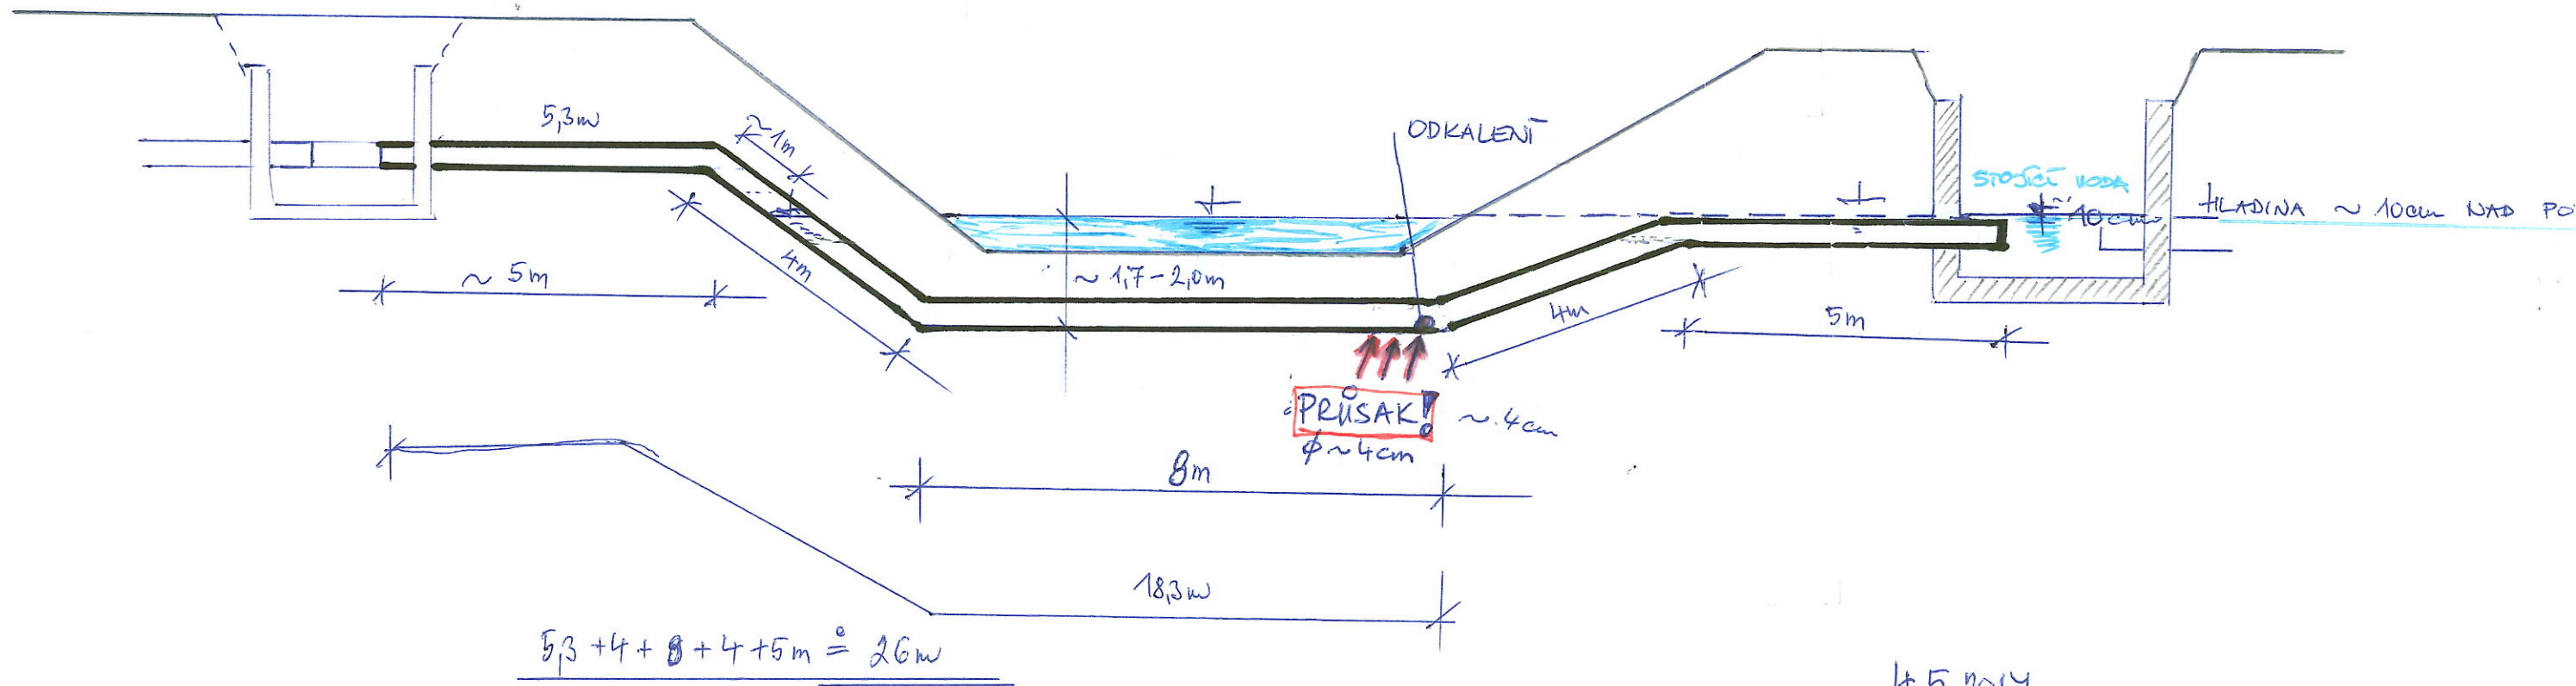 5,3m
~1m
ODKALENÍ
STOJÍCÍ VODA
~10cm
HLADINA ~ 10cm NAD PO
~ 5m
4m
~ 1,7-2,0m
4m
5m
PRŮSAK!
~ 4cm
ϕ ~ 4cm
8m
18,3m
5,3 + 4 + 8 + 4 + 5m ≐ 26m